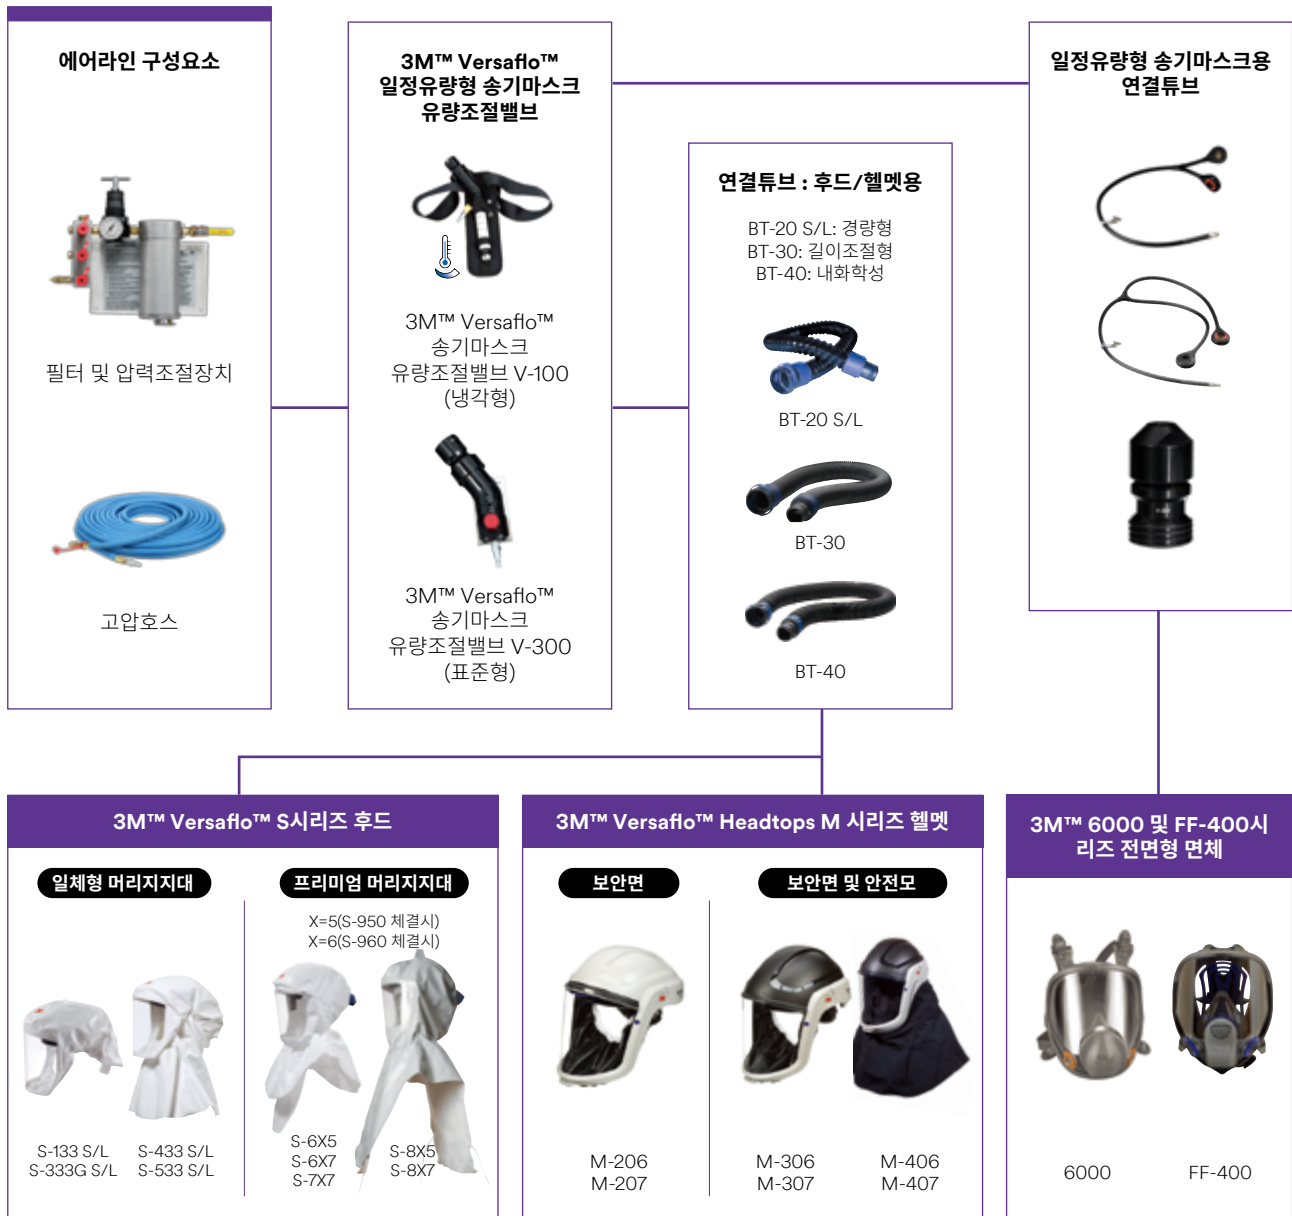 에어라인 구성요소
필터 및 압력조절장치
고압호스
3M™ Versaflo™
일정유량형 송기마스크
유량조절밸브
3M™ Versaflo™
송기마스크
유량조절밸브 V-100
(냉각형)
3M™ Versaflo™
송기마스크
유량조절밸브 V-300
(표준형)
연결튜브 : 후드/헬멧용
BT-20 S/L: 경량형
BT-30: 길이조절형
BT-40: 내화학성
BT-20 S/L
BT-30
BT-40
일정유량형 송기마스크용
연결튜브
3M™ Versaflo™ S시리즈 후드
일체형 머리지지대
S-133 S/L
S-333G S/L
S-433 S/L
S-533 S/L
프리미엄 머리지지대
X=5(S-950 체결시)
X=6(S-960 체결시)
S-6X5
S-6X7
S-7X7
S-8X5
S-8X7
3M™ Versaflo™ Headtops M 시리즈 헬멧
보안면
M-206
M-207
보안면 및 안전모
M-306
M-307
M-406
M-407
3M™ 6000 및 FF-400시
리즈 전면형 면체
6000
FF-400